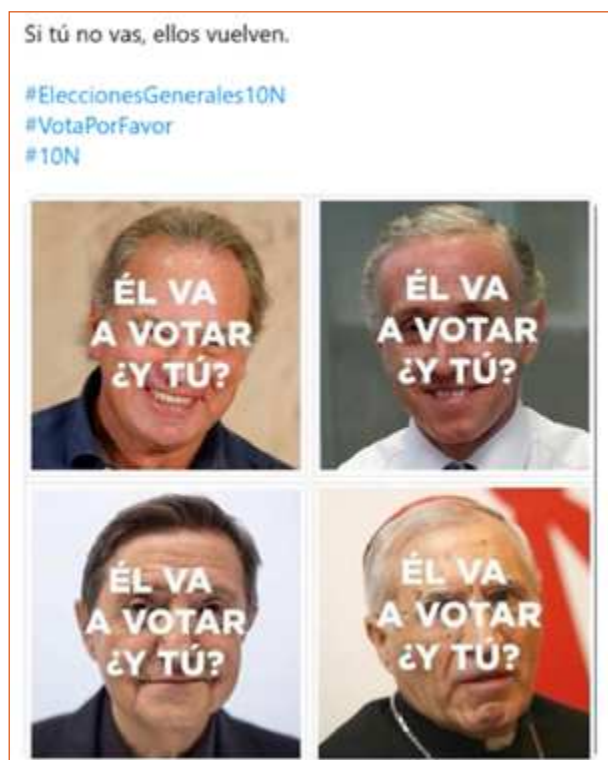 Si tú no vas, ellos vuelven.
#EleccionesGenerales10N
#VotaPorFavor
#10N
ÉL VA
A VOTAR
¿Y TÚ?
ÉL VA
A VOTAR
¿Y TÚ?
ÉL VA
A VOTAR
¿Y TÚ?
ÉL VA
A VOTAR
¿Y TÚ?